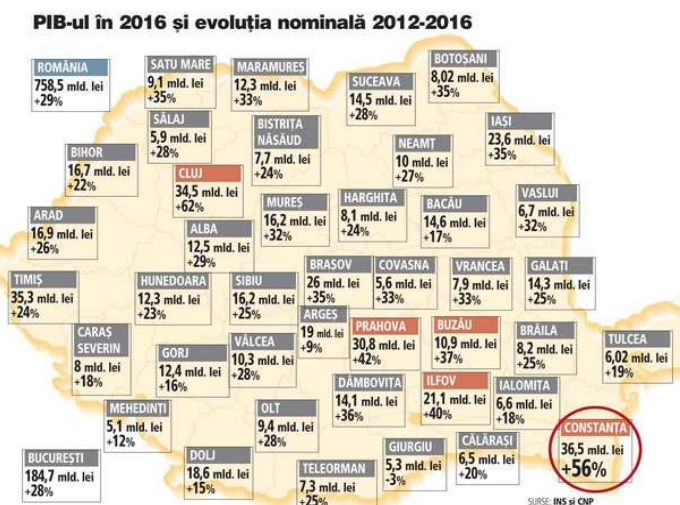 PIB-ul în 2016 și evoluția nominală 2012-2016
ROMÂNIA
758,5 mld. lei
+29%
SATU MARE
9,1 mld. lei
+35%
MARAMUREȘ
12,3 mld. lei
+33%
SUCEAVA
14,5 mld. lei
+28%
BOTOȘANI
8,02 mld. lei
+35%
SĂLAJ
5,9 mld. lei
+28%
BISTRIȚA
NĂSĂUD
7,7 mld. lei
+24%
NEAMȚ
10 mld. lei
+27%
IASI
23,6 mld. lei
+35%
BIHOR
16,7 mld. lei
+22%
CLUJ
34,5 mld. lei
+62%
MUREȘ
16,2 mld. lei
+32%
HARGHITA
8,1 mld. lei
+24%
BACĂU
14,6 mld. lei
+17%
VASLUI
6,7 mld. lei
+32%
ARAD
16,9 mld. lei
+26%
ALBA
12,5 mld. lei
+29%
TIMIȘ
35,3 mld. lei
+24%
HUNEDOARA
12,3 mld. lei
+23%
SIBIU
16,2 mld. lei
+25%
BRAȘOV
26 mld. lei
+35%
COVASNA
5,6 mld. lei
+33%
VRANCEA
7,9 mld. lei
+33%
GALAȚI
14,3 mld. lei
+25%
CARAȘ
SEVERIN
8 mld. lei
+18%
GORJ
12,4 mld. lei
+16%
VÂLCEA
10,3 mld. lei
+28%
ARGEȘ
19 mld. lei
+9%
PRAHOVA
30,8 mld. lei
+42%
BUZĂU
10,9 mld. lei
+37%
BRĂILA
8,2 mld. lei
+25%
TULCEA
6,02 mld. lei
+19%
MEHEDINTI
5,1 mld. lei
+12%
OLT
9,4 mld. lei
+28%
DÂMBOVIȚA
14,1 mld. lei
+36%
ILFOV
21,1 mld. lei
+40%
IALOMIȚA
6,6 mld. lei
+18%
CONSTANȚA
36,5 mld. lei
+56%
BUCUREȘTI
184,7 mld. lei
+28%
DOLJ
18,6 mld. lei
+15%
TELEORMAN
7,3 mld. lei
+25%
GIURGIU
5,3 mld. lei
-3%
CĂLĂRAȘI
6,5 mld. lei
+20%
SURSE: INS si CNP